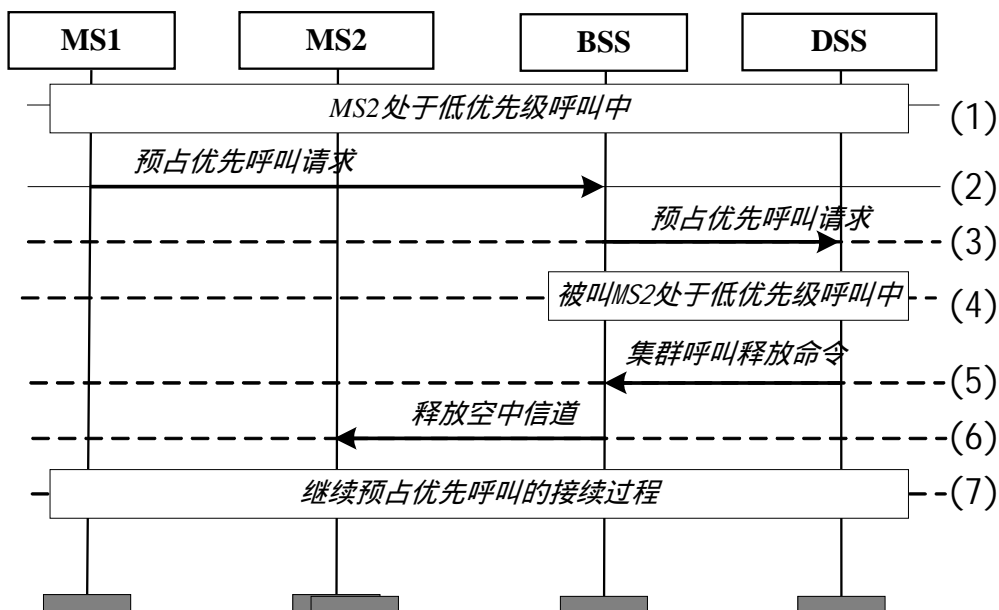 MS1 MS2 BSS DSS
MS2处于低优先级呼叫中 (1)
预占优先呼叫请求
(2)
预占优先呼叫请求
(3)
被叫MS2处于低优先级呼叫中 (4)
集群呼叫释放命令
(5)
释放空中信道
(6)
继续预占优先呼叫的接续过程 (7)